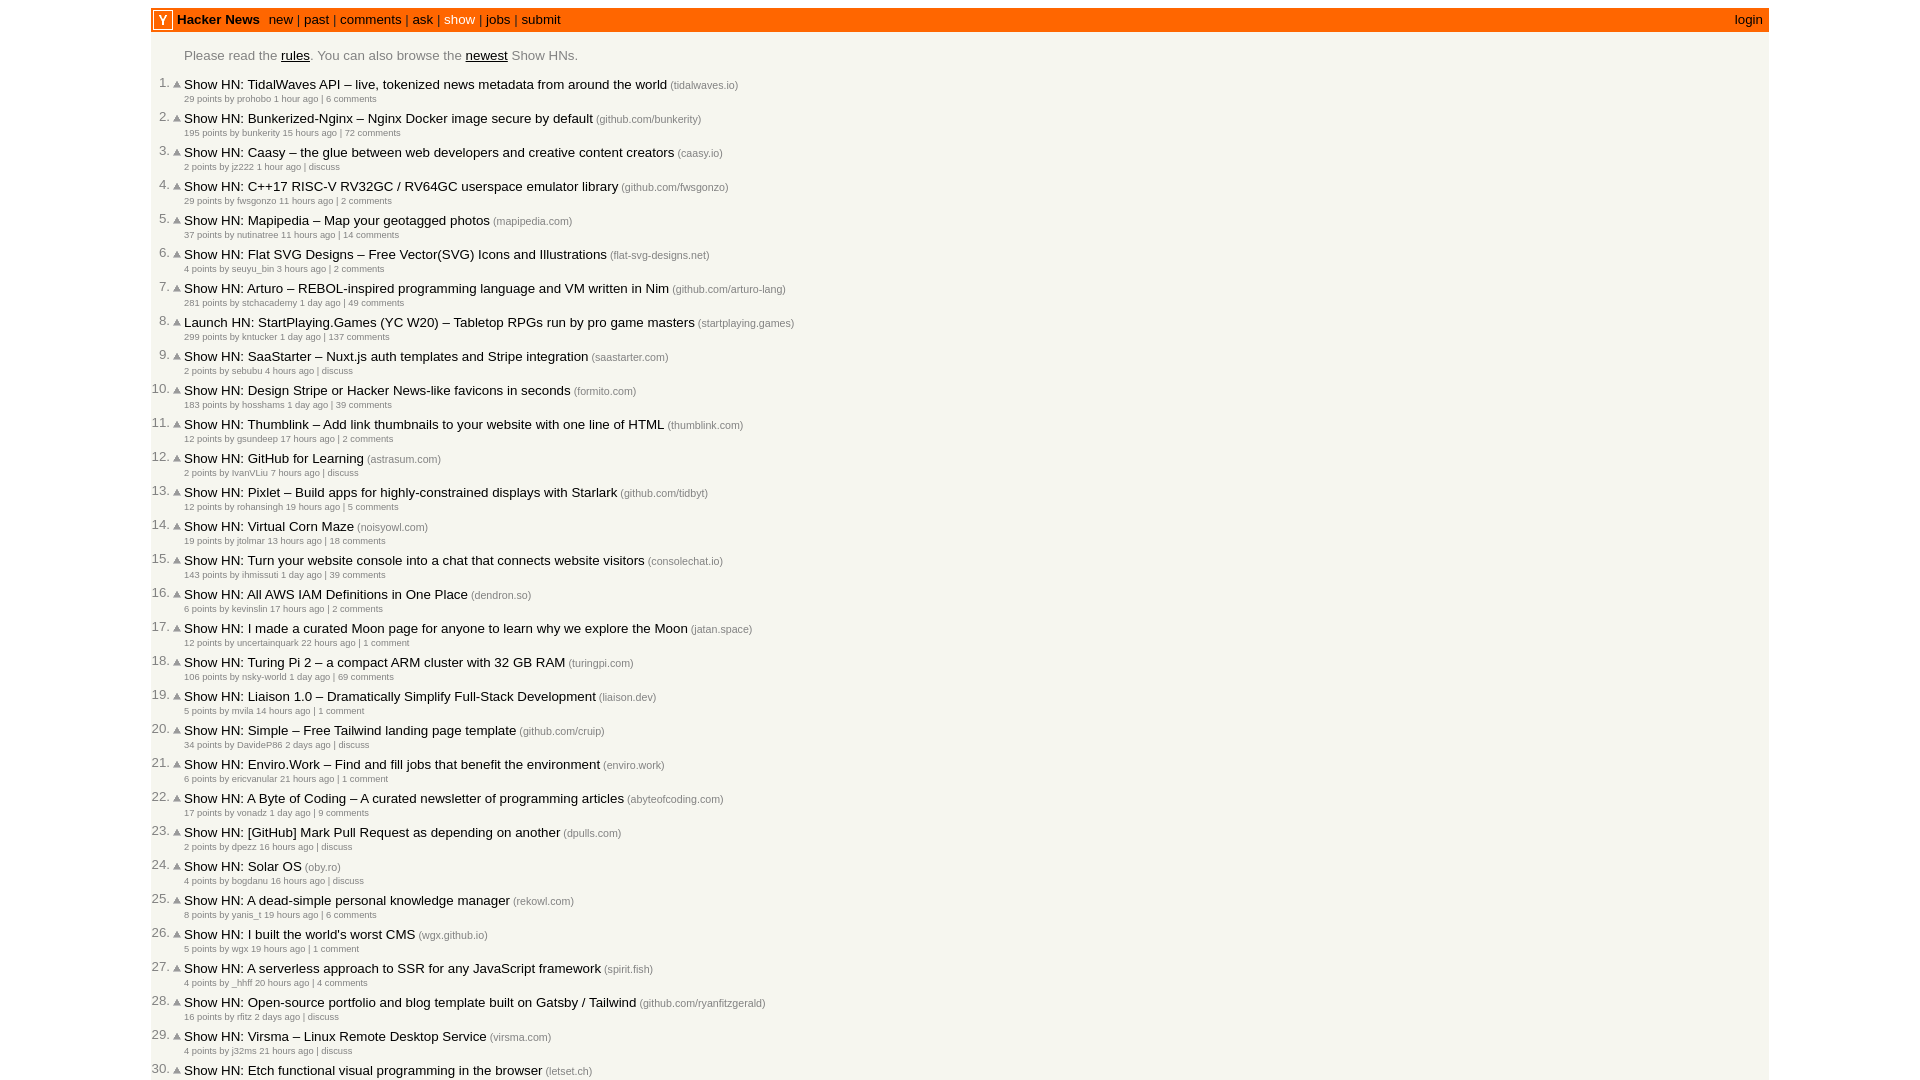 Y Hacker News new | past | comments | ask | show | jobs | submit login
Please read the rules. You can also browse the newest Show HNs.
1. Show HN: TidalWaves API – live, tokenized news metadata from around the world (tidalwaves.io)
29 points by prohobo 1 hour ago | 6 comments
2. Show HN: Bunkerized-Nginx – Nginx Docker image secure by default (github.com/bunkerity)
195 points by bunkerity 15 hours ago | 72 comments
3. Show HN: Caasy – the glue between web developers and creative content creators (caasy.io)
2 points by jz222 1 hour ago | discuss
4. Show HN: C++17 RISC-V RV32GC / RV64GC userspace emulator library (github.com/fwsgonzo)
29 points by fwsgonzo 11 hours ago | 2 comments
5. Show HN: Mapipedia – Map your geotagged photos (mapipedia.com)
37 points by nutinatree 11 hours ago | 14 comments
6. Show HN: Flat SVG Designs – Free Vector(SVG) Icons and Illustrations (flat-svg-designs.net)
4 points by seuyu_bin 3 hours ago | 2 comments
7. Show HN: Arturo – REBOL-inspired programming language and VM written in Nim (github.com/arturo-lang)
281 points by stchacademy 1 day ago | 49 comments
8. Launch HN: StartPlaying.Games (YC W20) – Tabletop RPGs run by pro game masters (startplaying.games)
299 points by kntucker 1 day ago | 137 comments
9. Show HN: SaaStarter – Nuxt.js auth templates and Stripe integration (saastarter.com)
2 points by sebubu 4 hours ago | discuss
10. Show HN: Design Stripe or Hacker News-like favicons in seconds (formito.com)
183 points by hosshams 1 day ago | 39 comments
11. Show HN: Thumblink – Add link thumbnails to your website with one line of HTML (thumblink.com)
12 points by gsundeep 17 hours ago | 2 comments
12. Show HN: GitHub for Learning (astrasum.com)
2 points by IvanVLiu 7 hours ago | discuss
13. Show HN: Pixlet – Build apps for highly-constrained displays with Starlark (github.com/tidbyt)
12 points by rohansingh 19 hours ago | 5 comments
14. Show HN: Virtual Corn Maze (noisyowl.com)
19 points by jtolmar 13 hours ago | 18 comments
15. Show HN: Turn your website console into a chat that connects website visitors (consolechat.io)
143 points by ihmissuti 1 day ago | 39 comments
16. Show HN: All AWS IAM Definitions in One Place (dendron.so)
6 points by kevinslin 17 hours ago | 2 comments
17. Show HN: I made a curated Moon page for anyone to learn why we explore the Moon (jatan.space)
12 points by uncertainquark 22 hours ago | 1 comment
18. Show HN: Turing Pi 2 – a compact ARM cluster with 32 GB RAM (turingpi.com)
106 points by nsky-world 1 day ago | 69 comments
19. Show HN: Liaison 1.0 – Dramatically Simplify Full-Stack Development (liaison.dev)
5 points by mvila 14 hours ago | 1 comment
20. Show HN: Simple – Free Tailwind landing page template (github.com/cruip)
34 points by DavideP86 2 days ago | discuss
21. Show HN: Enviro.Work – Find and fill jobs that benefit the environment (enviro.work)
6 points by ericvanular 21 hours ago | 1 comment
22. Show HN: A Byte of Coding – A curated newsletter of programming articles (abyteofcoding.com)
17 points by vonadz 1 day ago | 9 comments
23. Show HN: [GitHub] Mark Pull Request as depending on another (dpulls.com)
2 points by dpezz 16 hours ago | discuss
24. Show HN: Solar OS (oby.ro)
4 points by bogdanu 16 hours ago | discuss
25. Show HN: A dead-simple personal knowledge manager (rekowl.com)
8 points by yanis_t 19 hours ago | 6 comments
26. Show HN: I built the world's worst CMS (wgx.github.io)
5 points by wgx 19 hours ago | 1 comment
27. Show HN: A serverless approach to SSR for any JavaScript framework (spirit.fish)
4 points by _hhff 20 hours ago | 4 comments
28. Show HN: Open-source portfolio and blog template built on Gatsby / Tailwind (github.com/ryanfitzgerald)
16 points by rfitz 2 days ago | discuss
29. Show HN: Virsma – Linux Remote Desktop Service (virsma.com)
4 points by j32ms 21 hours ago | discuss
30. Show HN: Etch functional visual programming in the browser (letset.ch)